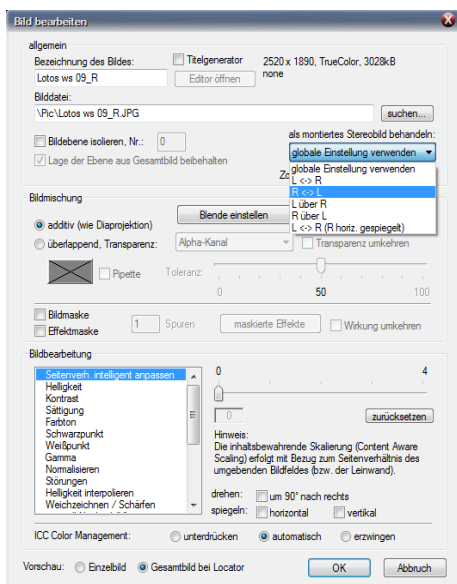 Bild bearbeiten
allgemein
Bezeichnung des Bildes:
Titelgenerator
2520 x 1890, TrueColor, 3028kB
none
Lotos ws 09_R
Editor öffnen
Bilddatei:
\Pic\Lotos ws 09_R.JPG
suchen...
als montiertes Stereobild behandeln:
Bildebene isolieren, Nr.:
0
globale Einstellung verwenden
Lage der Ebene aus Gesamtbild beibehalten
globale Einstellung verwenden
L <-> R
R <-> L
L über R
R über L
L <-> R (R horiz. gespiegelt)
Bildmischung
Blende einstellen
additiv (wie Diaprojektion)
überlappend, Transparenz:
Alpha-Kanal
Transparenz umkehren
Pipette
Toleranz:
0
50
100
Bildmaske
Effektmaske
1
Spuren
maskierte Effekte
Wirkung umkehren
Bildbearbeitung
Seitenverh. intelligent anpassen
Helligkeit
Kontrast
Sättigung
Farbton
Schwarzpunkt
Weißpunkt
Gamma
Normalisieren
Störungen
Helligkeit interpolieren
Weichzeichnen / Schärfen
0
4
0
zurücksetzen
Hinweis:
Die inhaltsbewahrende Skalierung (Content Aware
Scaling) erfolgt mit Bezug zum Seitenverhältnis des
umgebenden Bildfeldes (bzw. der Leinwand).
drehen:
um 90° nach rechts
spiegeln:
horizontal
vertikal
ICC Color Management:
unterdrücken
automatisch
erzwingen
Vorschau:
Einzelbild
Gesamtbild bei Locator
OK
Abbruch